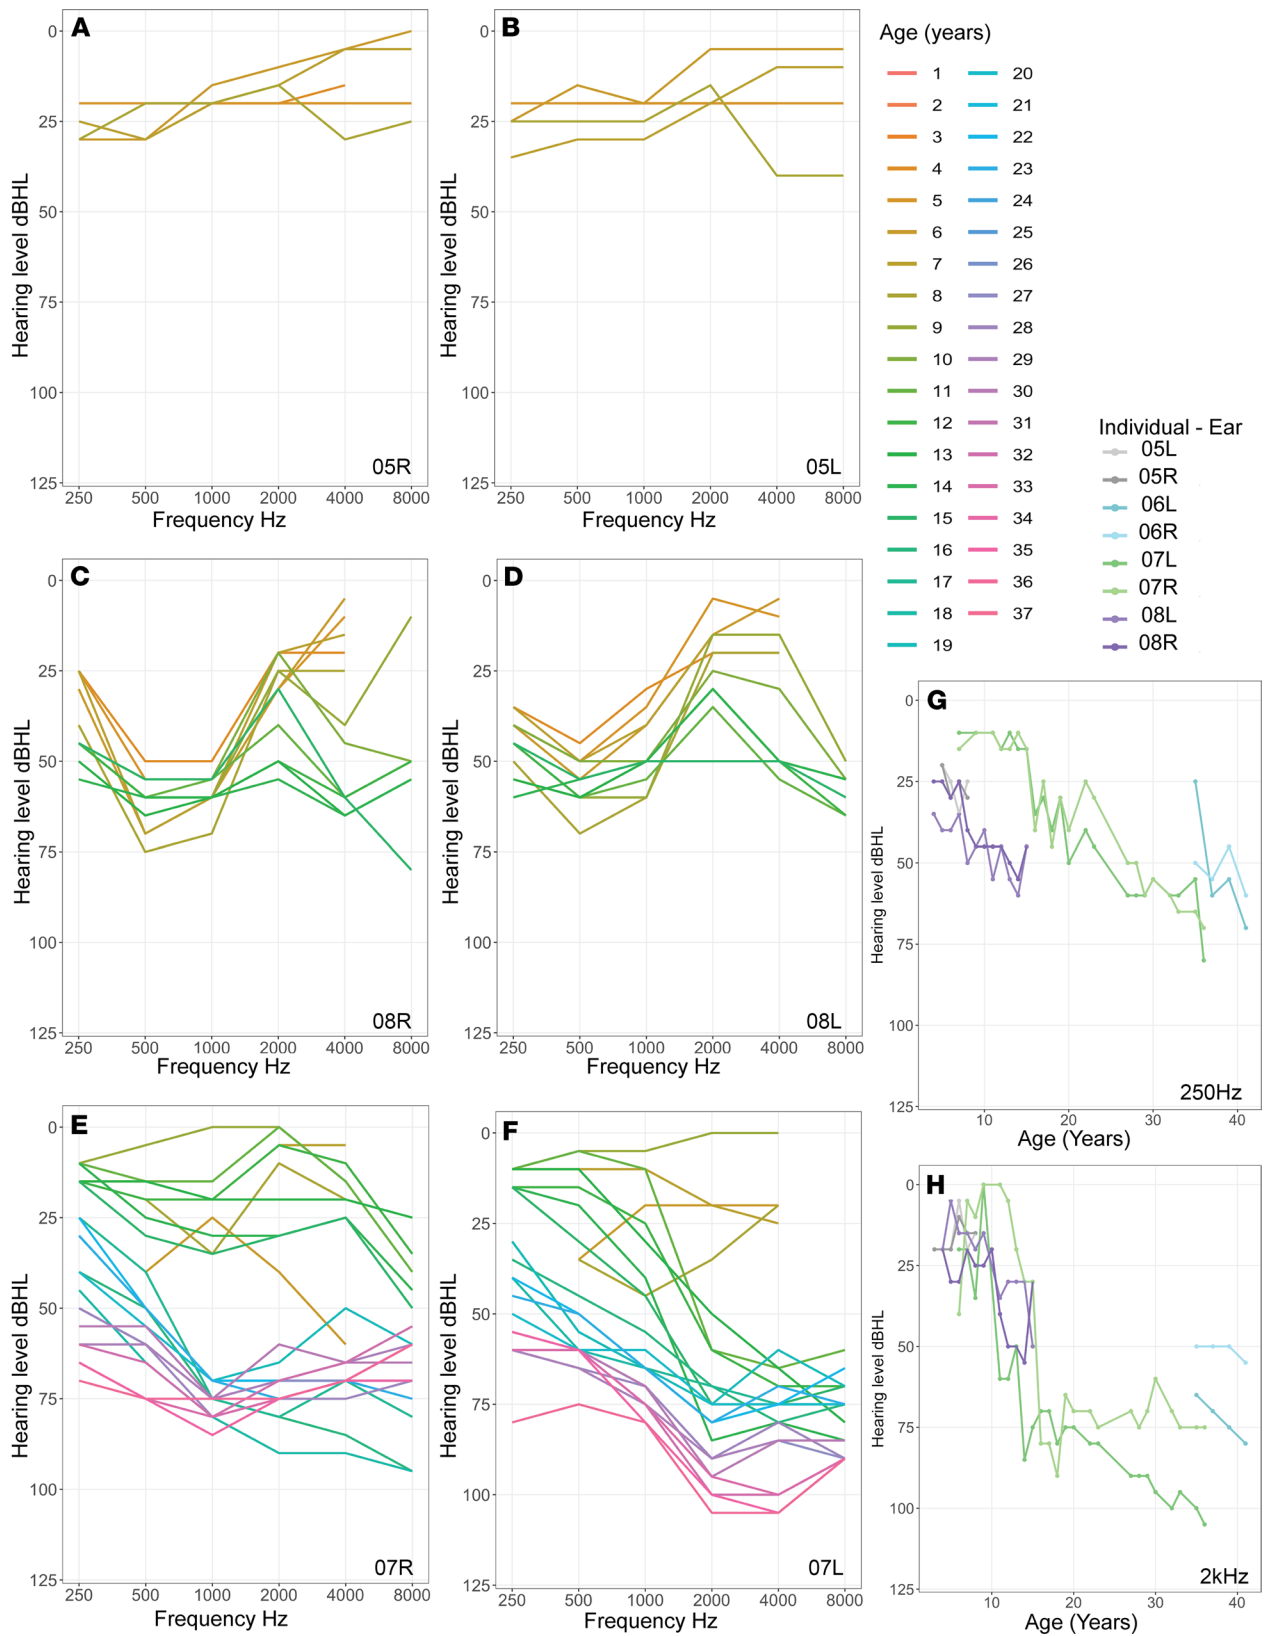 A
0
25
50
75
100
125
Hearing level dBHL
05R
250 500 1000 2000 4000 8000
Frequency Hz
B
0
25
50
75
100
125
Hearing level dBHL
05L
250 500 1000 2000 4000 8000
Frequency Hz
Age (years)
1 20
2 21
3 22
4 23
5 24
6 25
7 26
8 27
9 28
10 29
11 30
12 31
13 32
14 33
15 34
16 35
17 36
18 37
19
Individual - Ear
05L
05R
06L
06R
07L
07R
08L
08R
C
0
25
50
75
100
125
Hearing level dBHL
08R
250 500 1000 2000 4000 8000
Frequency Hz
D
0
25
50
75
100
125
Hearing level dBHL
08L
250 500 1000 2000 4000 8000
Frequency Hz
G
0
25
50
75
100
125
Hearing level dBHL
250Hz
10 20 30 40
Age (Years)
E
0
25
50
75
100
125
Hearing level dBHL
07R
250 500 1000 2000 4000 8000
Frequency Hz
F
0
25
50
75
100
125
Hearing level dBHL
07L
250 500 1000 2000 4000 8000
Frequency Hz
H
0
25
50
75
100
125
Hearing level dBHL
2kHz
10 20 30 40
Age (Years)